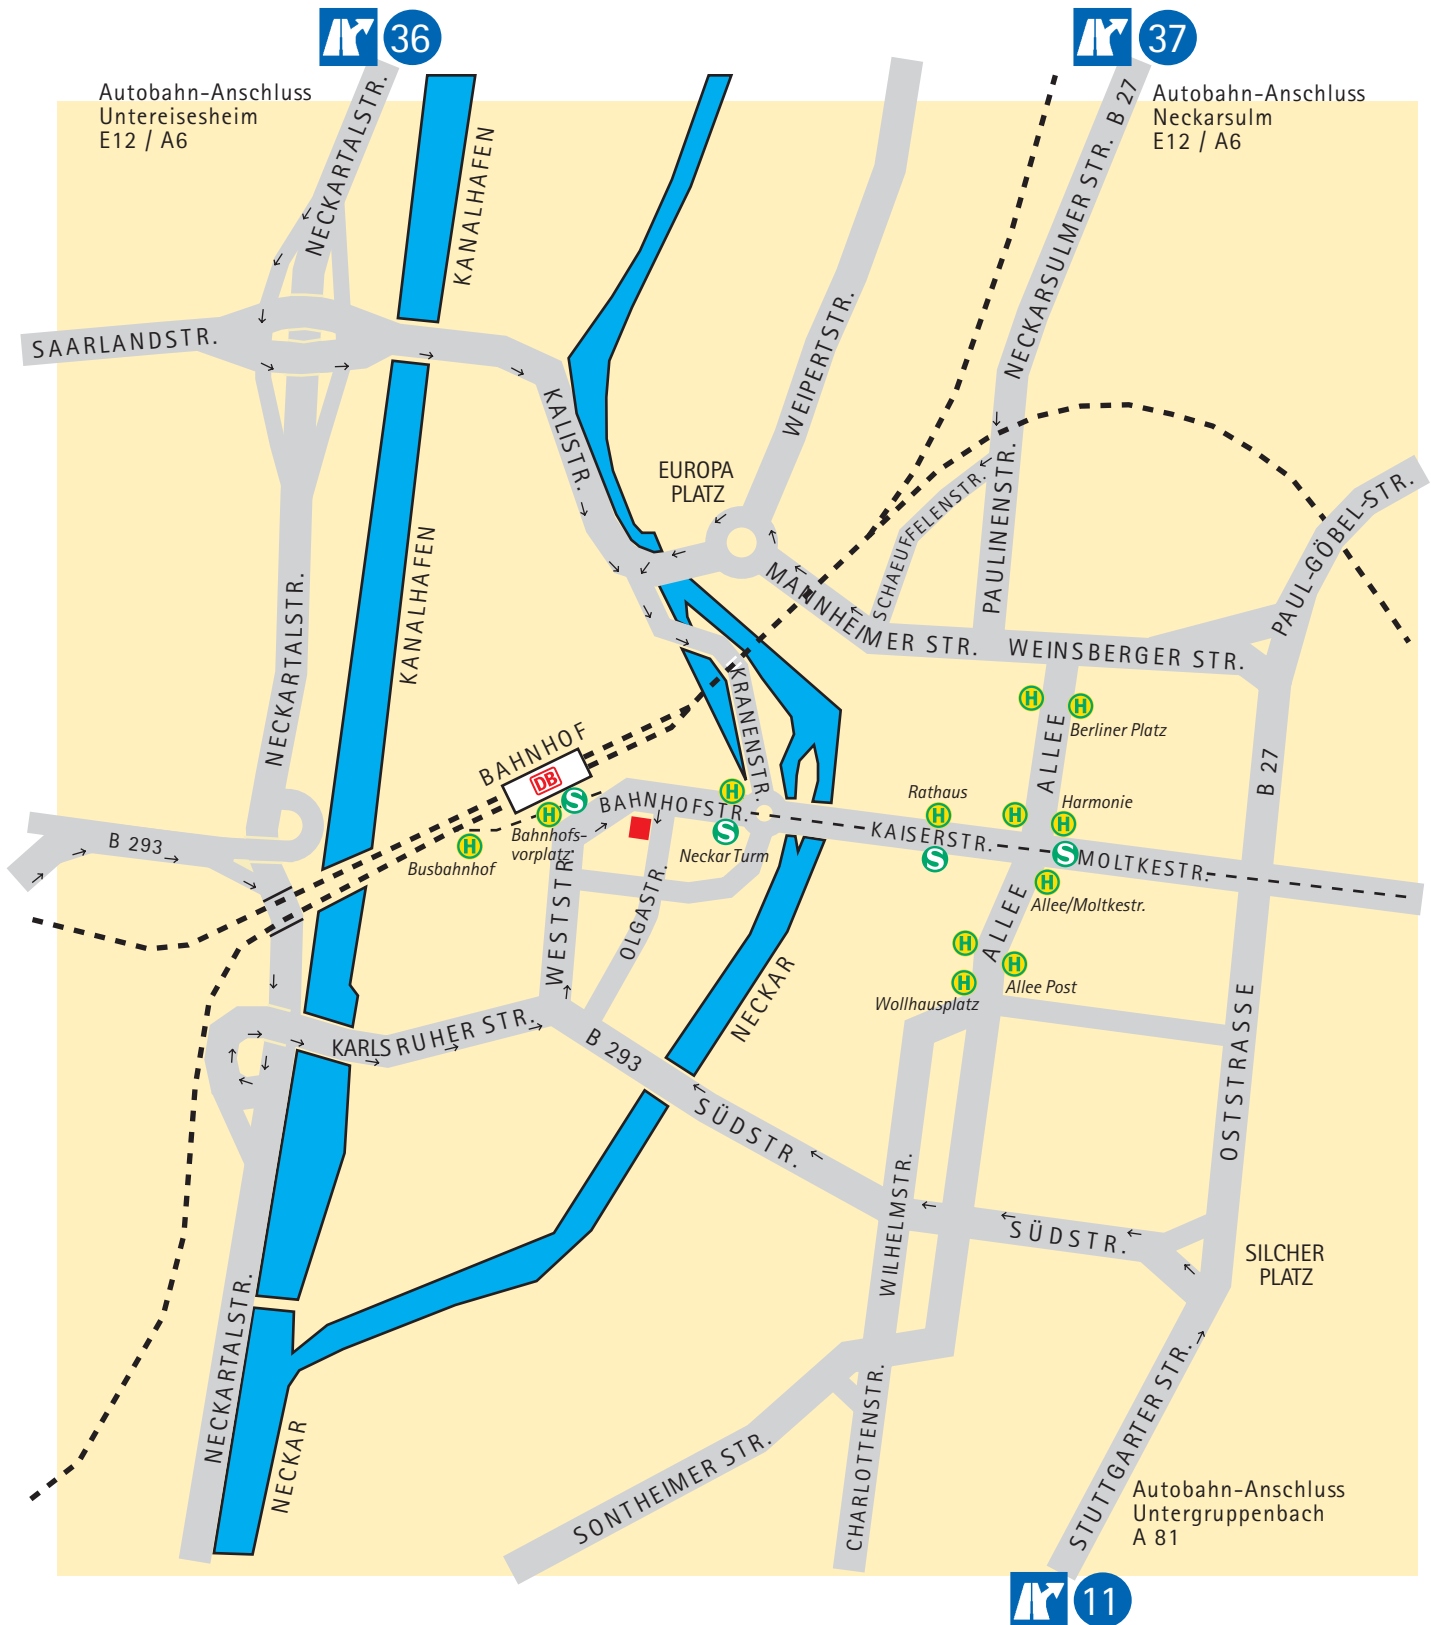 36
37
Autobahn-Anschluss
Untereisesheim
E12 / A6
Autobahn-Anschluss
Neckarsulm
E12 / A6
NECKARTALSTR.
KANALHAFEN
NECKARSULMER STR. B 27
SAARLANDSTR.
WEIPERTSTR.
KALISTR.
EUROPA
PLATZ
PAULINENSTR.
SCHAEUFFELENSTR.
PAUL-GÖBEL-STR.
MANNHEIMER STR.
WEINSBERGER STR.
KANALHAFEN
NECKARTALSTR.
KRANENSTR.
ALLEE
H
H
Berliner Platz
B 27
BAHNHOF
DB
S
H
Bahnhofs-
vorplatz
H
Busbahnhof
BAHNHOFSTR.
H
S
Neckar Turm
Rathaus
H
S
KAISERSTR.
H
Harmonie
H
S
MOLTKESTR.
H
Allee/Moltkestr.
B 293
WESTSTR.
OLGASTR.
ALLEE
H
H
Wollhausplatz
H
Allee Post
NECKAR
KARLSRUHER STR.
B 293
SÜDSTR.
OSTSTRASSE
WILHELMSTR.
SÜDSTR.
SILCHER
PLATZ
NECKARTALSTR.
NECKAR
SONTHEIMER STR.
CHARLOTTENSTR.
STUTTGARTER STR.
Autobahn-Anschluss
Untergruppenbach
A 81
11